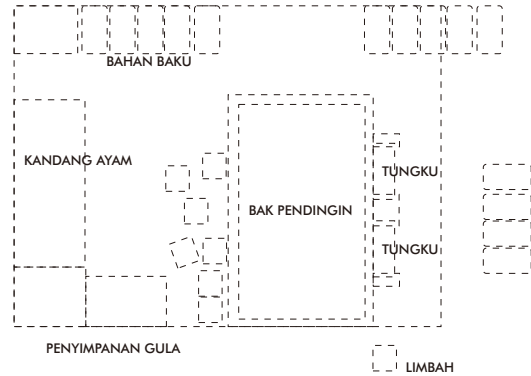 BAHAN BAKU
KANDANG AYAM
TUNGKU
BAK PENDINGIN
TUNGKU
PENYIMPANAN GULA
LIMBAH